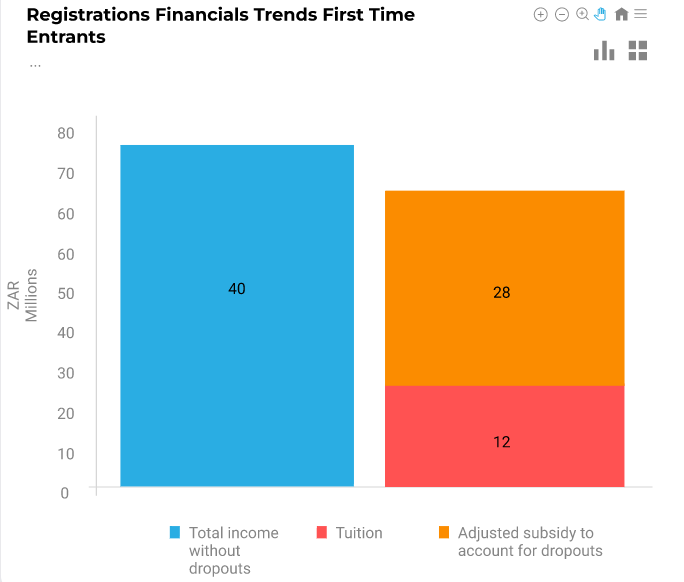 Registrations Financials Trends First Time
Entrants
...
80
70
60
60
50
40
30
20
10
0
ZAR
Millions
40
28
12
Total income
without
dropouts
Tuition
Adjusted subsidy to
account for dropouts